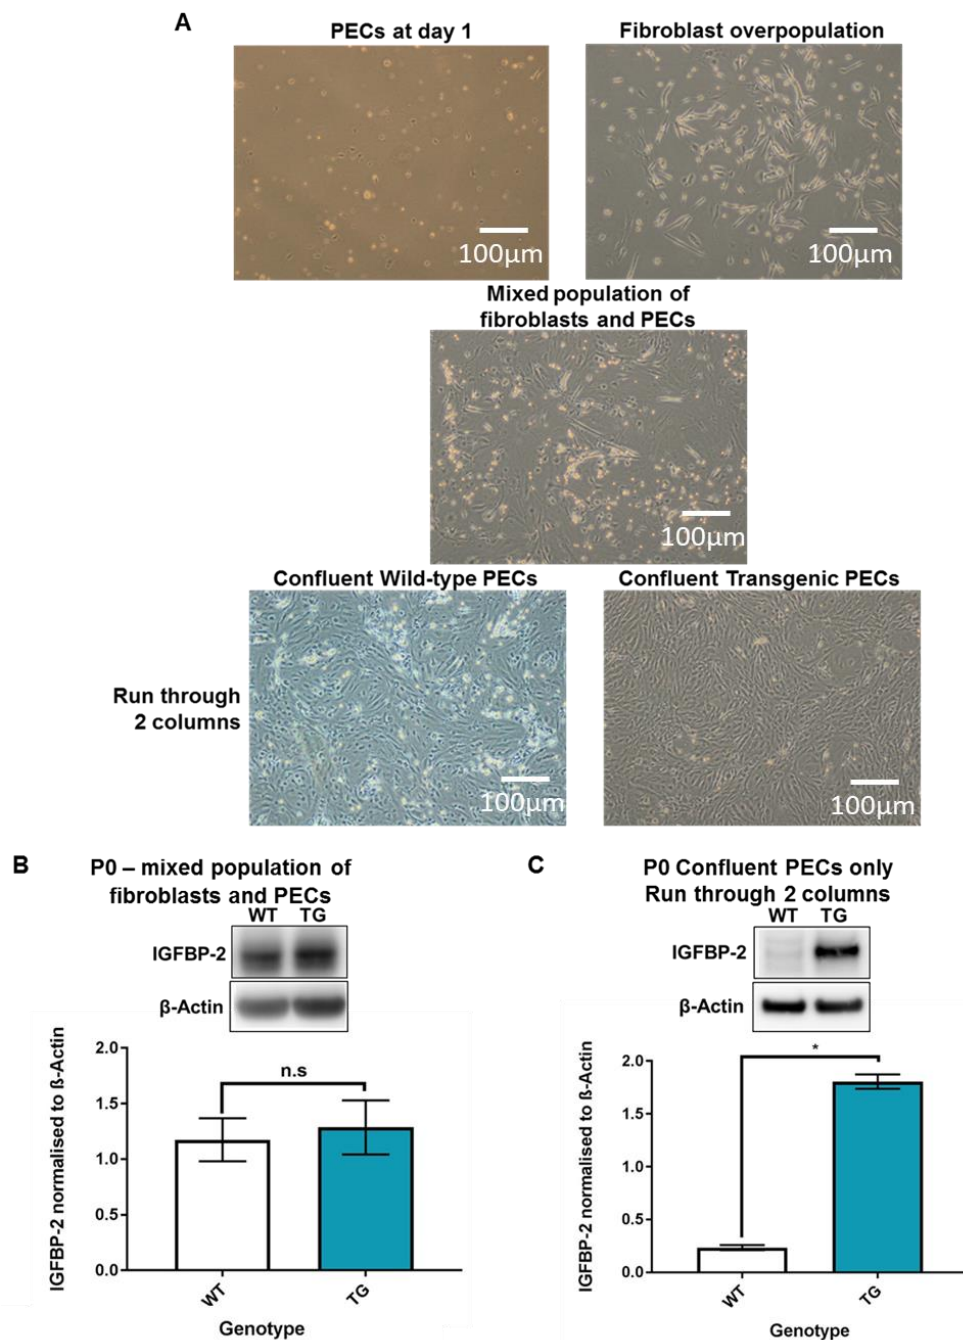 A
PECs at day 1
Fibroblast overpopulation
100µm
100µm
Mixed population of
fibroblasts and PECs
100µm
Confluent Wild-type PECs
Confluent Transgenic PECs
Run through
2 columns
100µm
100µm
B
P0 – mixed population of
fibroblasts and PECs
WT TG
IGFBP-2
β-Actin
IGFBP-2 normalised to ß-Actin
2.0
1.5
1.0
0.5
0.0
n.s
WT
TG
Genotype
C
P0 Confluent PECs only
Run through 2 columns
WT TG
IGFBP-2
β-Actin
IGFBP-2 normalised to ß-Actin
2.0
1.5
1.0
0.5
0.0
*
WT
TG
Genotype